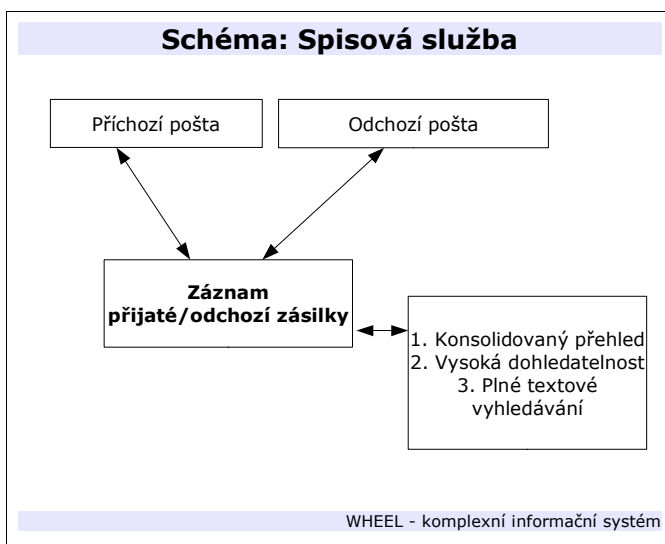 Schéma: Spisová služba
Příchozí pošta
Odchozí pošta
Záznam
přijaté/odchozí zásilky
1. Konsolidovaný přehled
2. Vysoká dohledatelnost
3. Plné textové
vyhledávání
WHEEL - komplexní informační systém